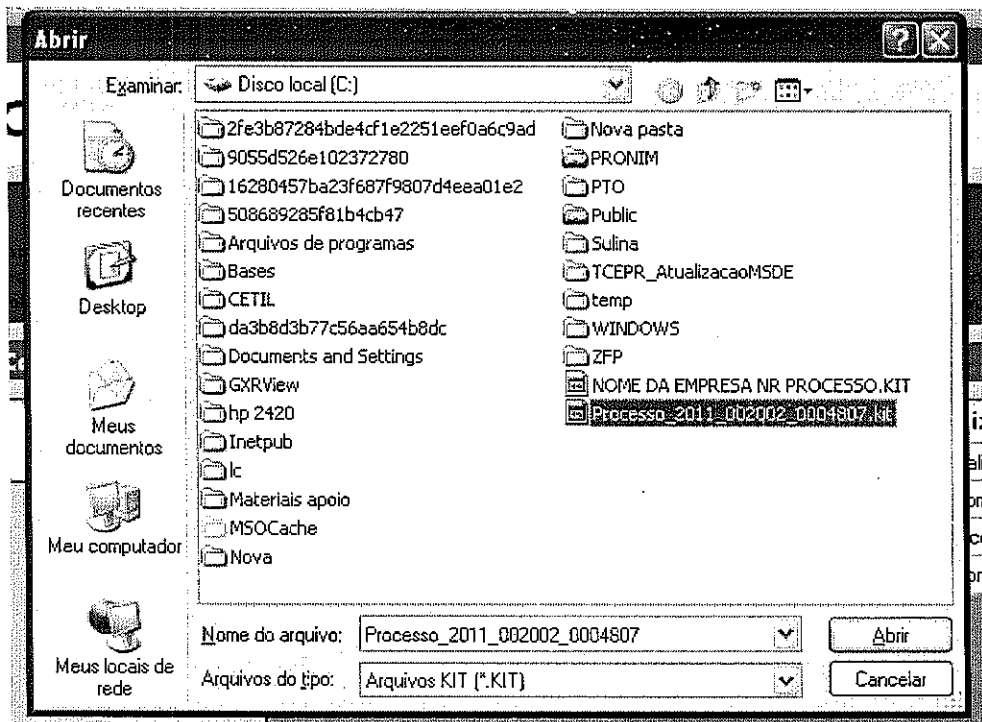 Abrir
Examinar:
Disco local (C:)
Documentos recentes
Desktop
Meus documentos
Meu computador
Meus locais de rede
2fe3b87284bde4cf1e2251eef0a6c9ad
9055d526e102372780
16280457ba23f687f9807d4eea01e2
508689285f81b4cb47
Arquivos de programas
Bases
CETIL
da3b8d3b77c56aa654b8dc
Documents and Settings
GXRView
hp 2420
Inetpub
lc
Materiais apoio
MSOCache
Nova
Nova pasta
PRONIM
PTO
Public
Sulina
TCEPR_AtualizacaoMSDE
temp
WINDOWS
ZFP
NOME DA EMPRESA NR PROCESSO.KIT
Processo_2011_002002_0004807.kit
Nome do arquivo:
Processo_2011_002002_0004807
Abrir
Arquivos do tipo:
Arquivos KIT (*.KIT)
Cancelar